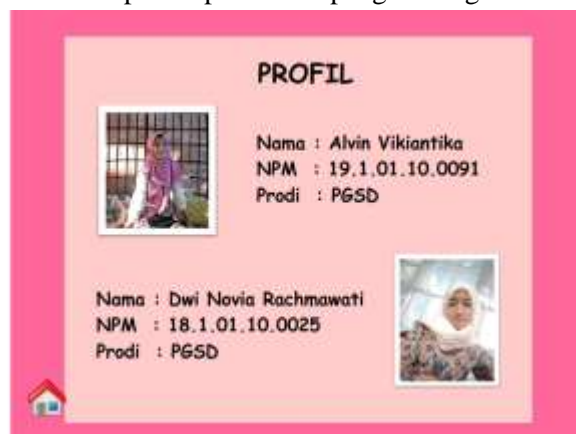 PROFIL
Nama : Alvin Vikiantika
NPM : 19.1.01.10.0091
Prodi : PGSD
Nama : Dwi Novia Rachmawati
NPM : 18.1.01.10.0025
Prodi : PGSD